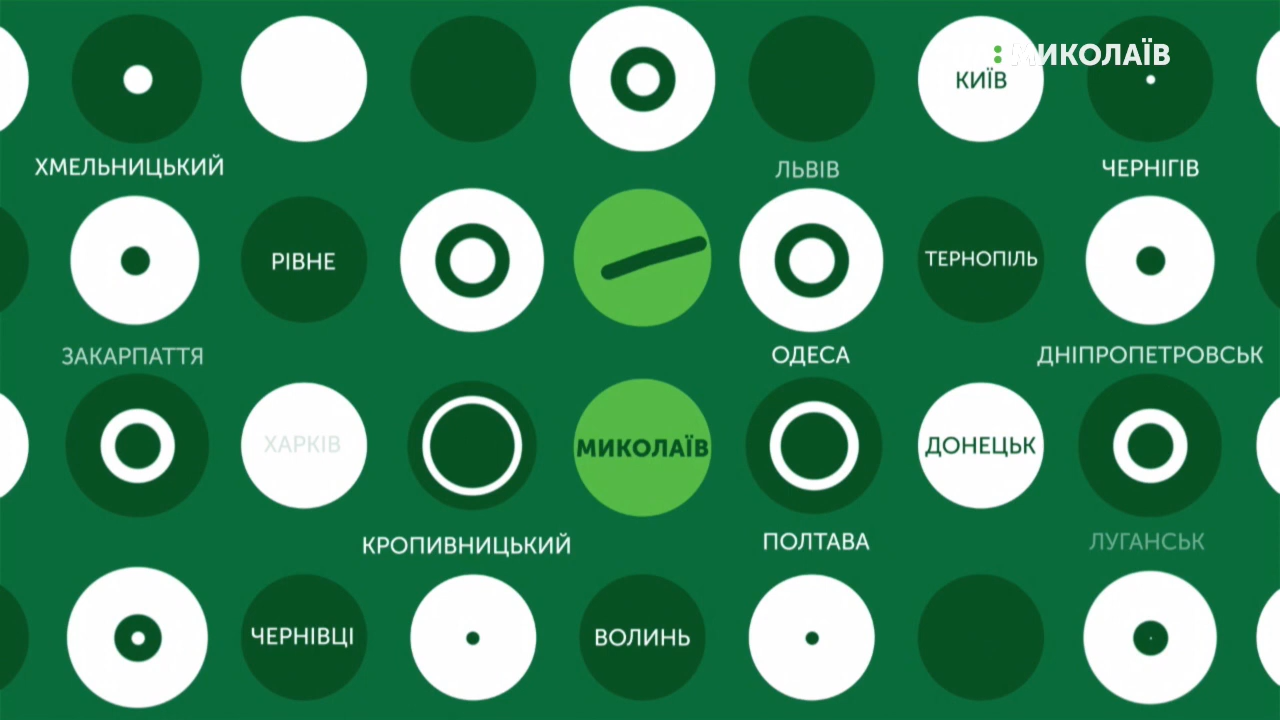 : МИКОЛАЇВ
КИЇВ
ХМЕЛЬНИЦЬКИЙ
ЛЬВІВ
ЧЕРНІГІВ
РІВНЕ
ТЕРНОПІЛЬ
ЗАКАРПАТТЯ
ОДЕСА
ДНІПРОПЕТРОВСЬК
ХАРКІВ
МИКОЛАЇВ
ДОНЕЦЬК
КРОПИВНИЦЬКИЙ
ПОЛТАВА
ЛУГАНСЬК
ЧЕРНІВЦІ
ВОЛИНЬ